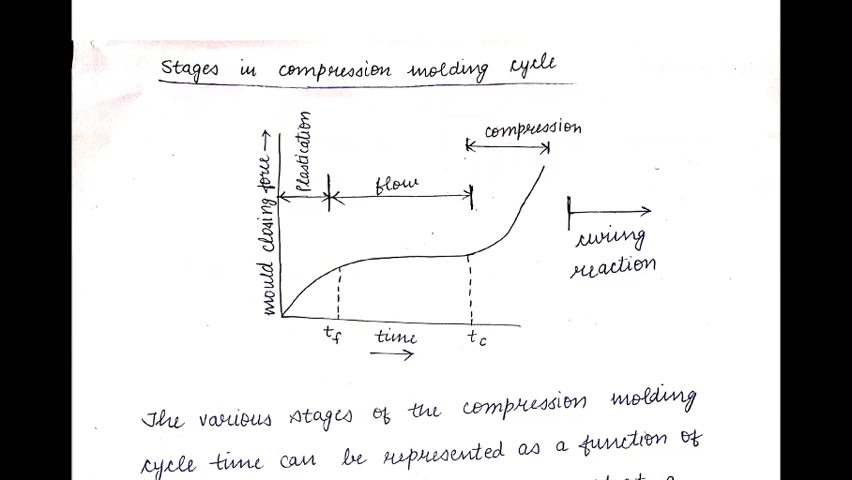 Stages in compression molding cycle
compression
Plastication
flow
mould closing force →
curing
reaction
tf time tc
The various stages of the compression molding
cycle time can be represented as a function of